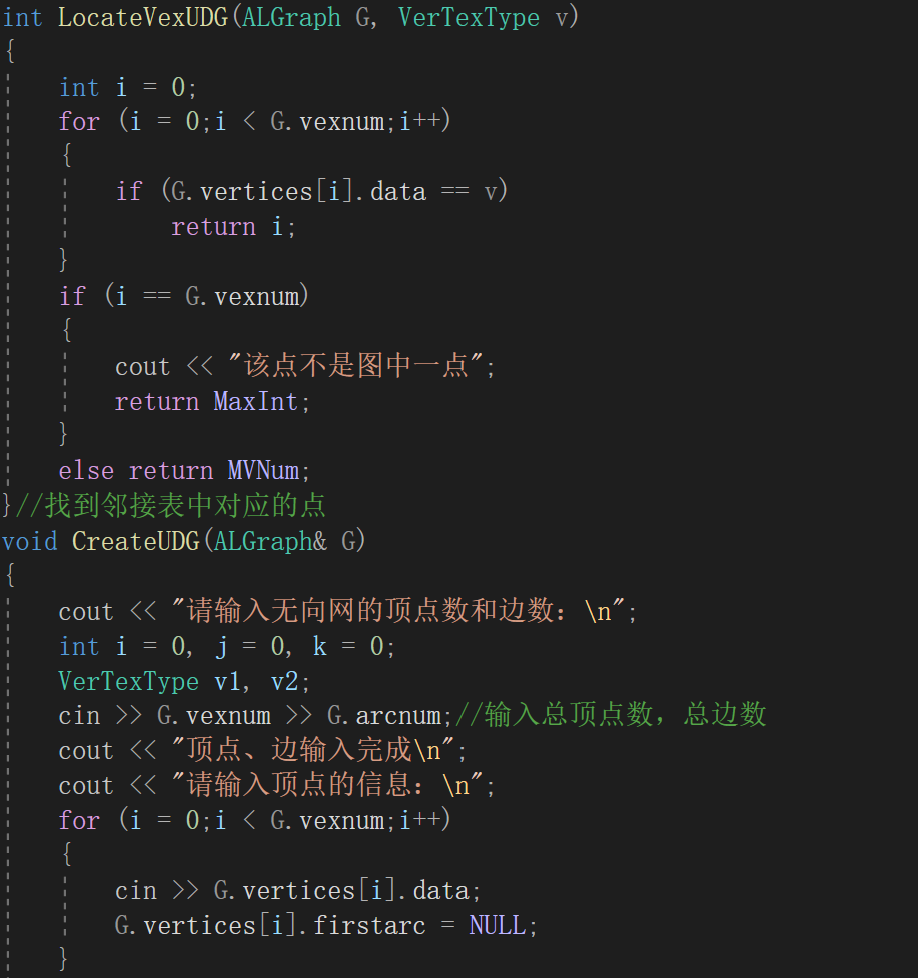 int LocateVexUDG(ALGraph G, VerTexType v)
{
int i = 0;
for (i = 0;i < G.vexnum;i++)
{
if (G.vertices[i].data == v)
return i;
}
if (i == G.vexnum)
{
cout << "该点不是图中一点";
return MaxInt;
}
else return MVNum;
}//找到邻接表中对应的点
void CreateUDG(ALGraph& G)
{
cout << "请输入无向网的顶点数和边数：\n";
int i = 0, j = 0, k = 0;
VerTexType v1, v2;
cin >> G.vexnum >> G.arcnum;//输入总顶点数，总边数
cout << "顶点、边输入完成\n";
cout << "请输入顶点的信息：\n";
for (i = 0;i < G.vexnum;i++)
{
cin >> G.vertices[i].data;
G.vertices[i].firstarc = NULL;
}